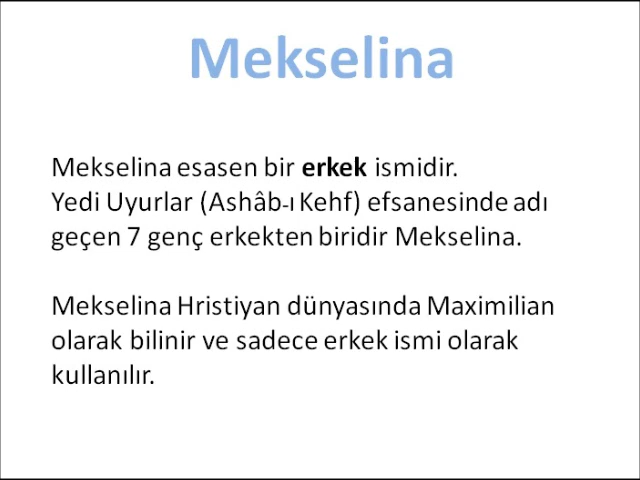 Mekselina
Mekselina esasen bir erkek ismidir.
Yedi Uyurlar (Ashâb-ı Kehf) efsanesinde adı
geçen 7 genç erkekten biridir Mekselina.
Mekselina Hristiyan dünyasında Maximilian
olarak bilinir ve sadece erkek ismi olarak
kullanılır.